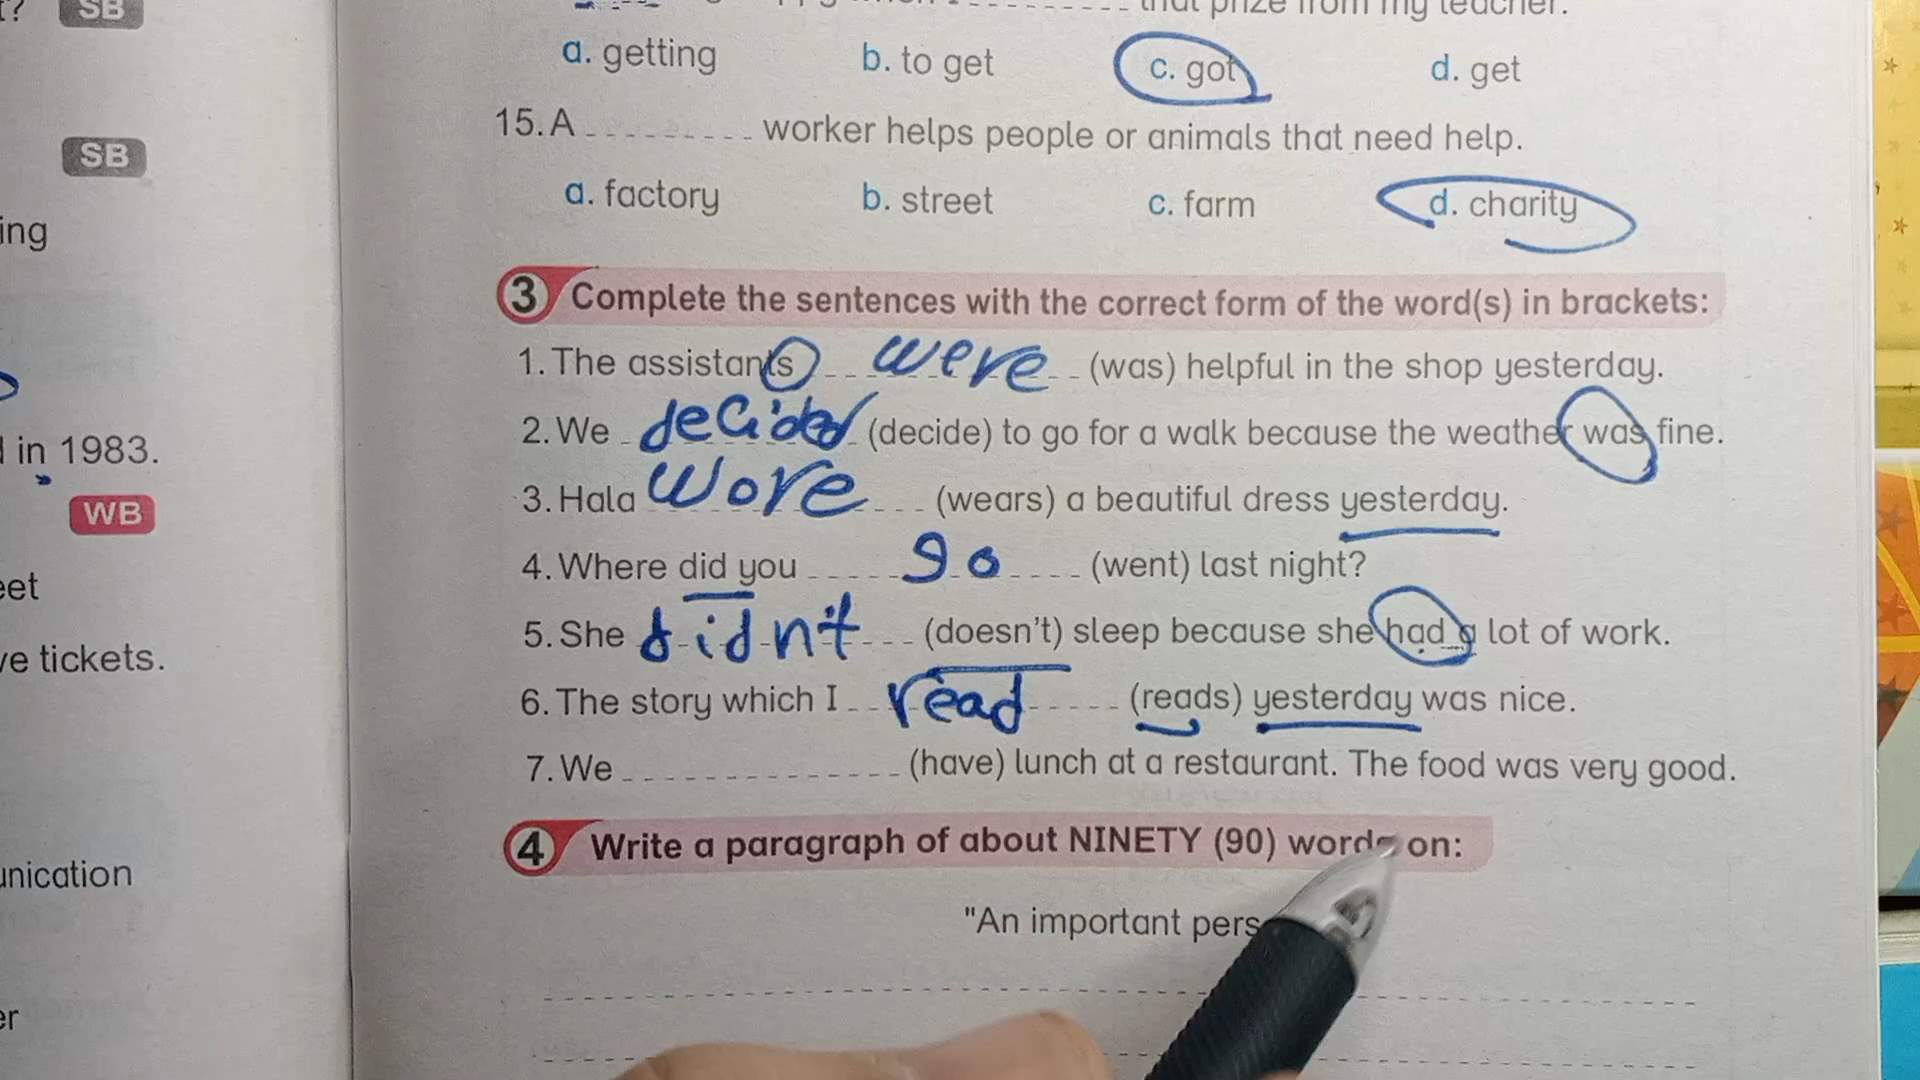 SB
that prize from my teacher.
a. getting b. to get c. got d. get
15. A worker helps people or animals that need help.
SB
a. factory b. street c. farm d. charity
ing
3 Complete the sentences with the correct form of the word(s) in brackets:
1. The assistants were (was) helpful in the shop yesterday.
2. We decided (decide) to go for a walk because the weather was fine.
in 1983.
3. Hala wore (wears) a beautiful dress yesterday.
WB
4. Where did you go (went) last night?
eet
5. She didn't (doesn't) sleep because she had a lot of work.
ve tickets.
6. The story which I read (reads) yesterday was nice.
7. We (have) lunch at a restaurant. The food was very good.
4 Write a paragraph of about NINETY (90) words on:
unication
"An important pers
er